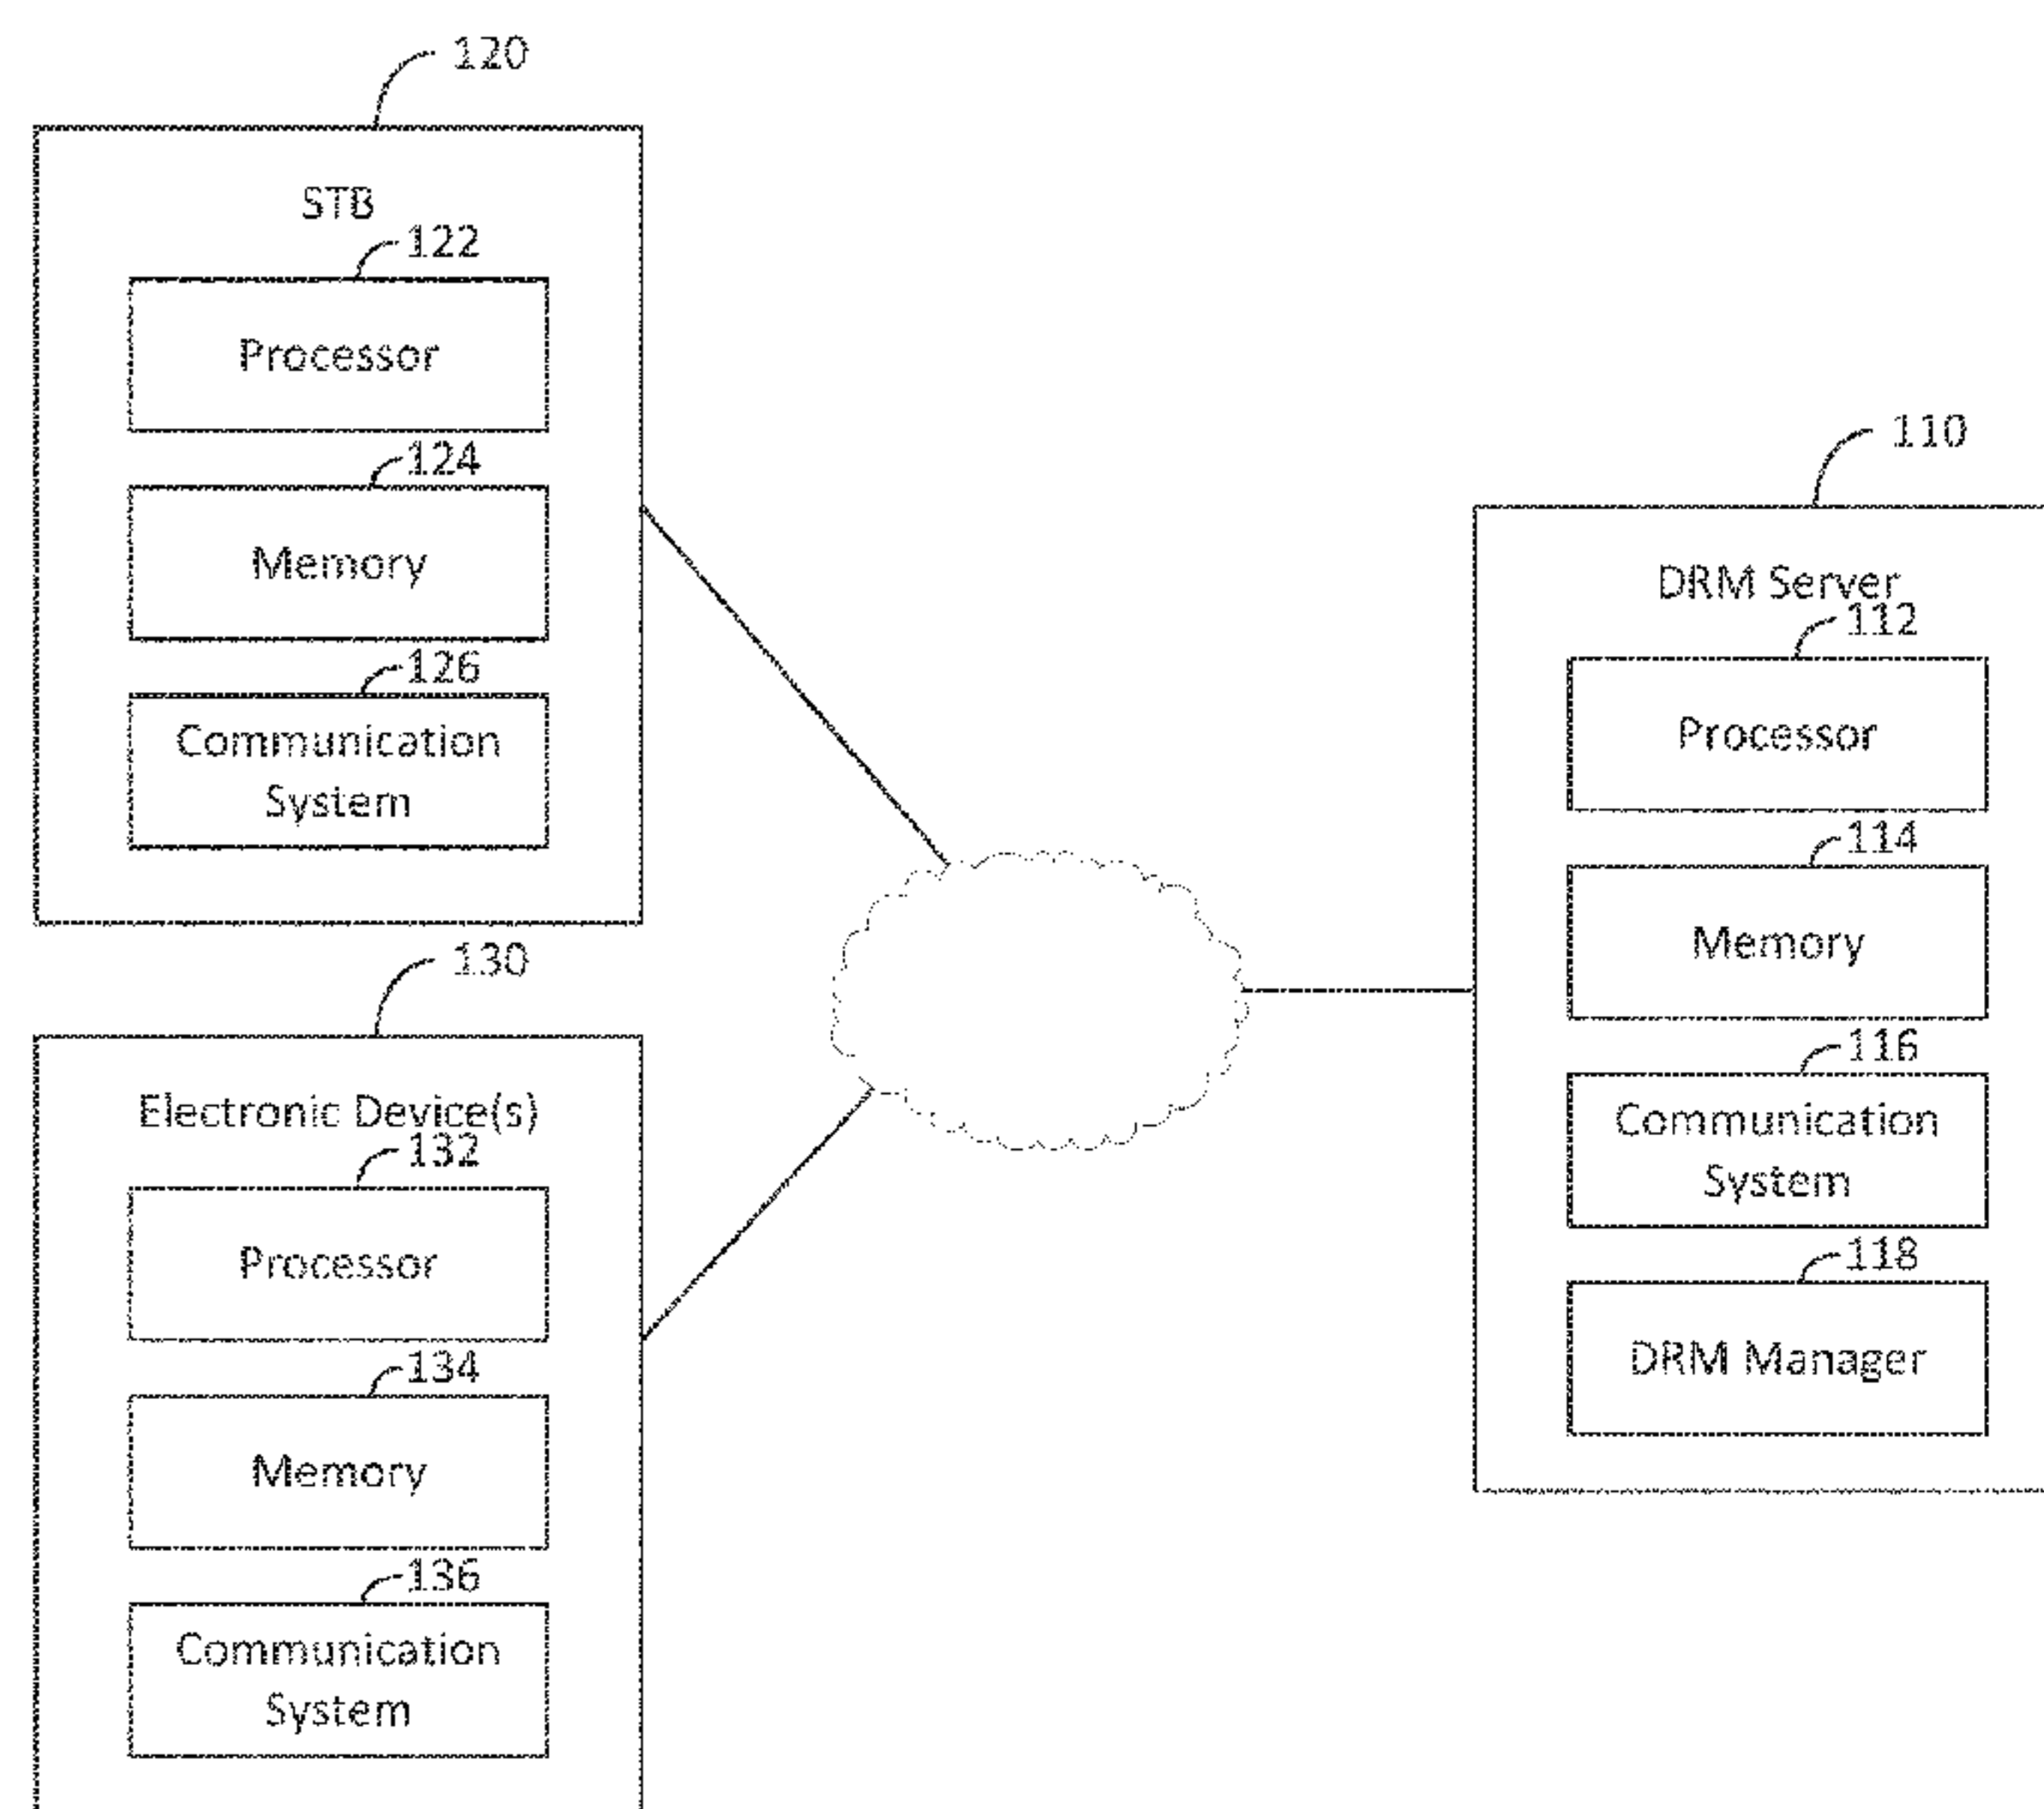 120
STB
122
Processor
124
Memory
126
Communication
System
130
Electronic Device(s)
132
Processor
134
Memory
136
Communication
System
110
DRM Server
112
Processor
114
Memory
116
Communication
System
118
DRM Manager